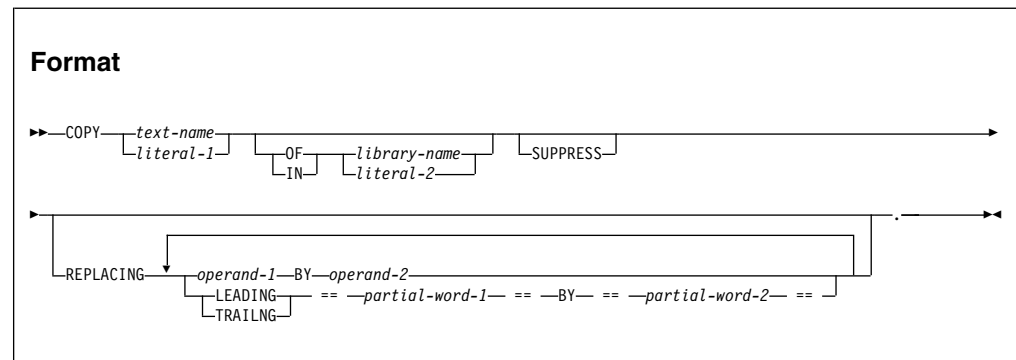 Format
COPY text-name OF library-name SUPPRESS
literal-1 IN literal-2
.
REPLACING operand-1 BY operand-2
LEADING == partial-word-1 == BY == partial-word-2 ==
TRAILNG